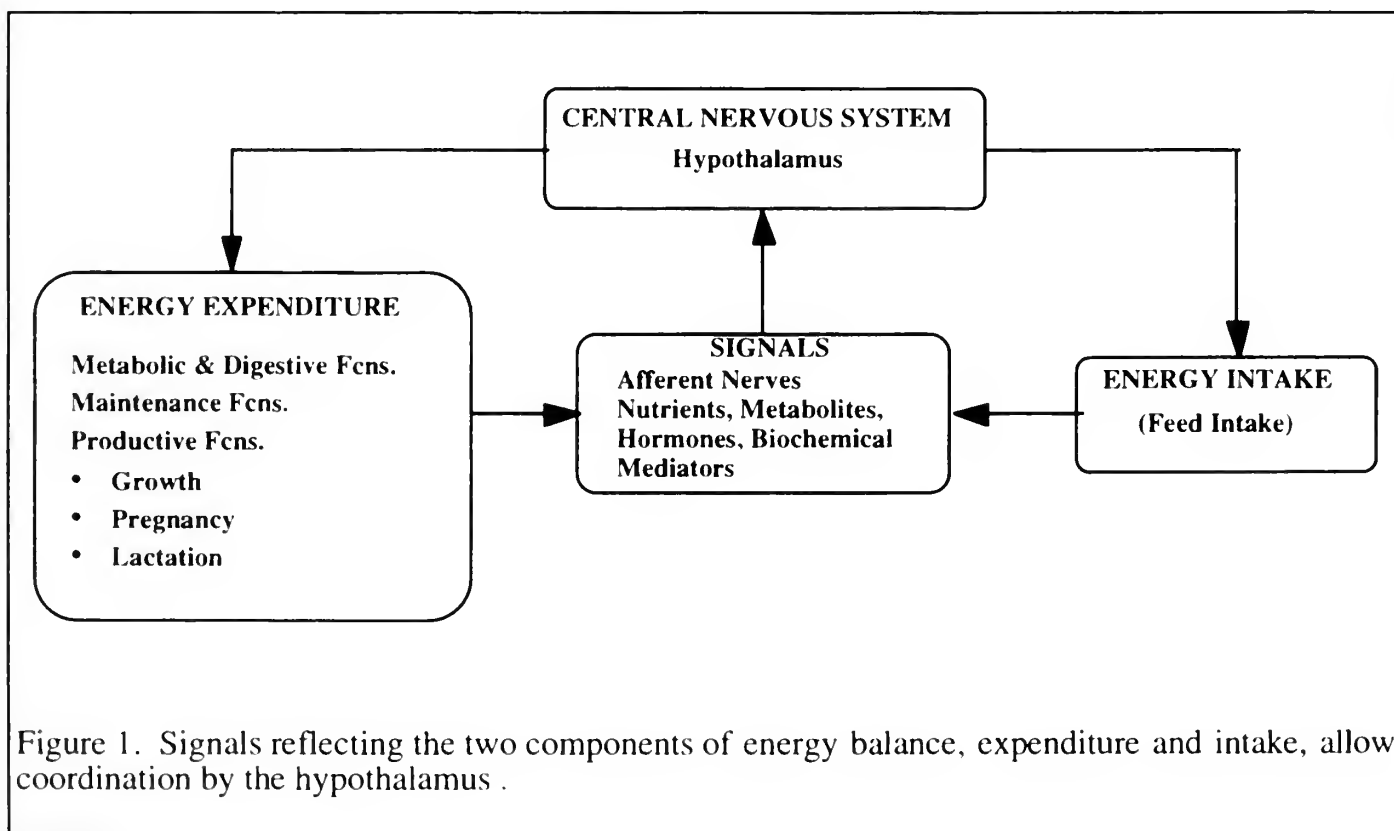 CENTRAL NERVOUS SYSTEM
Hypothalamus
ENERGY EXPENDITURE
Metabolic & Digestive Fcns.
Maintenance Fcns.
Productive Fcns.
• Growth
• Pregnancy
• Lactation
SIGNALS
Afferent Nerves
Nutrients, Metabolites,
Hormones, Biochemical
Mediators
ENERGY INTAKE
(Feed Intake)
Figure 1. Signals reflecting the two components of energy balance, expenditure and intake, allow
coordination by the hypothalamus .